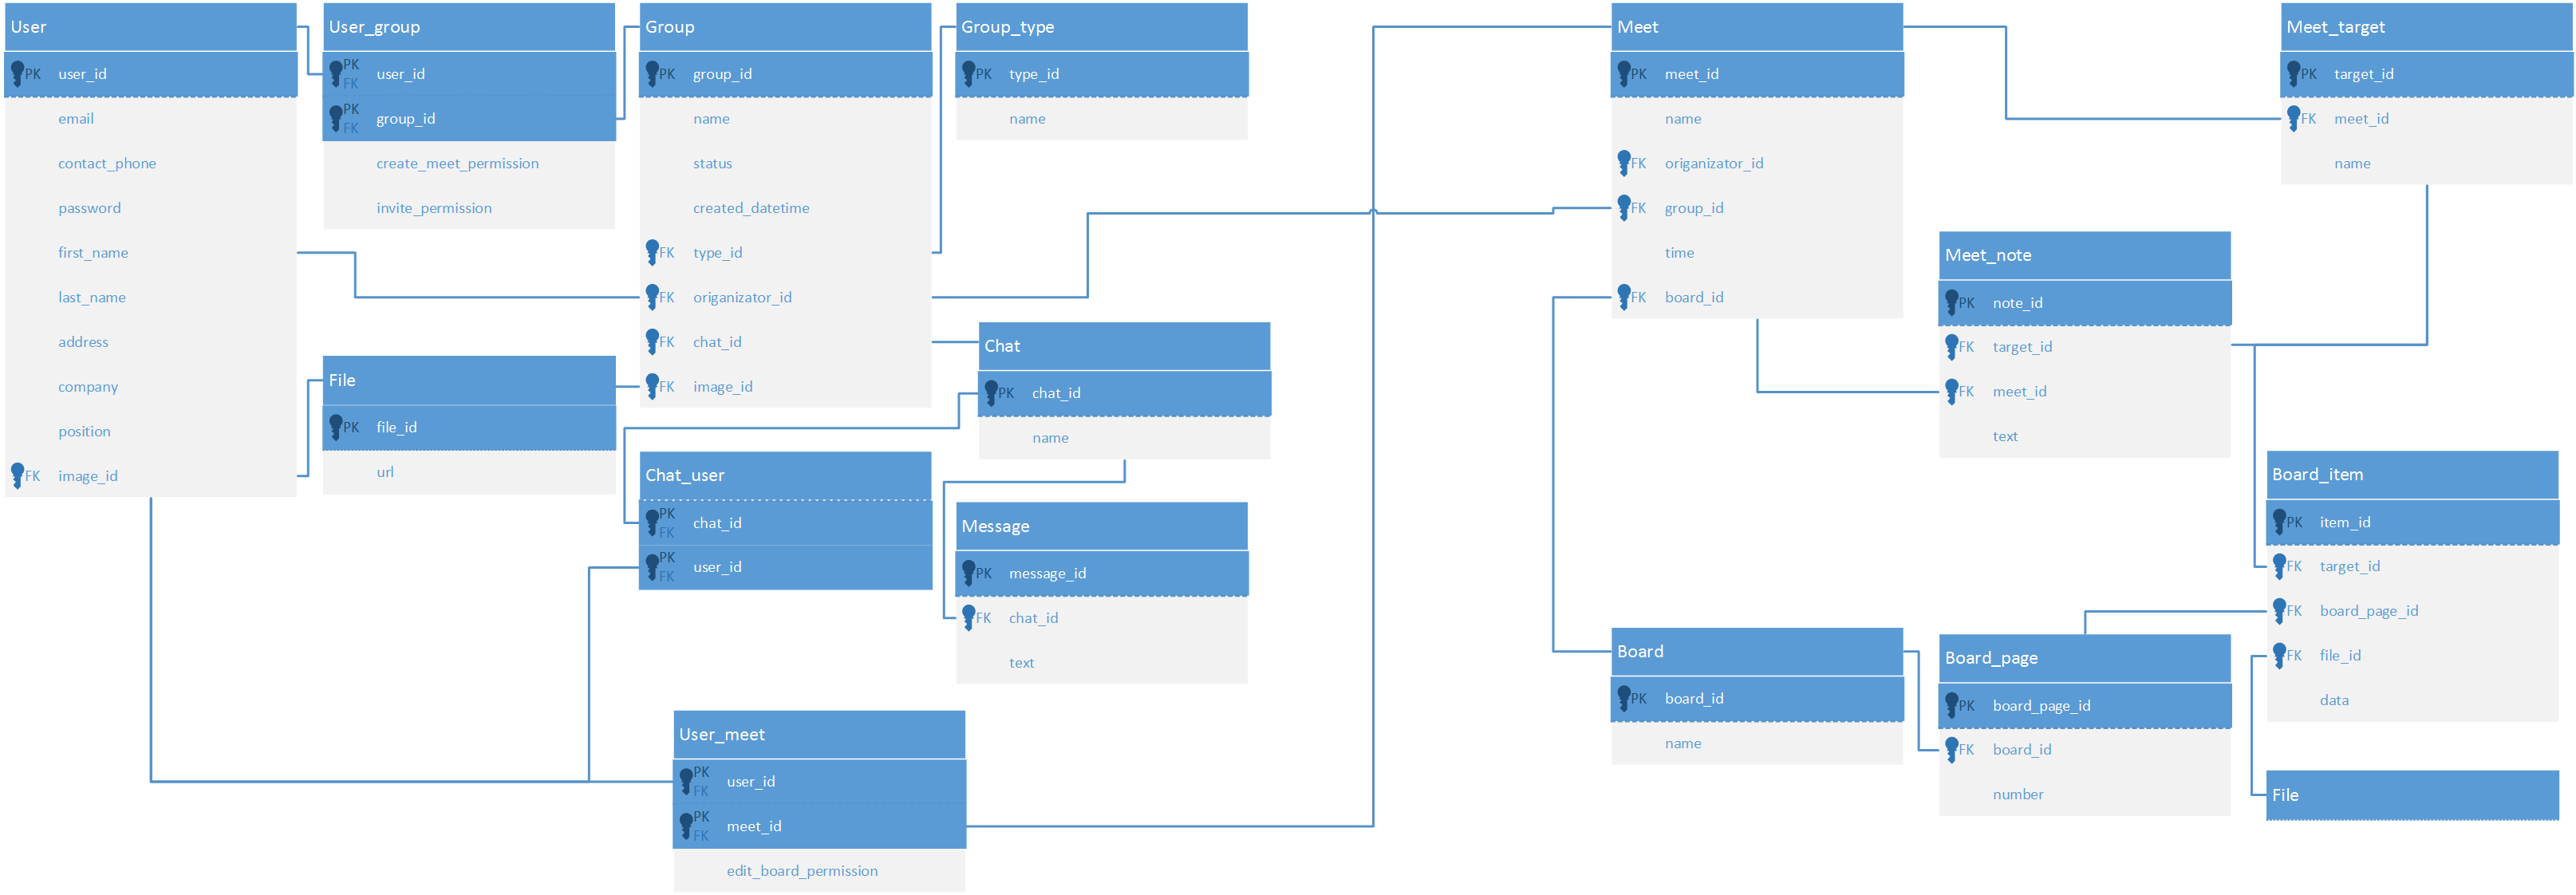 User
PK user_id
email
contact_phone
password
first_name
last_name
address
company
position
FK image_id
User_group
PK
FK user_id
PK
FK group_id
create_meet_permission
invite_permission
File
PK file_id
url
Group
PK group_id
name
status
created_datetime
FK type_id
FK origanizator_id
FK chat_id
FK image_id
Group_type
PK type_id
name
Chat
PK chat_id
name
Chat_user
PK
FK chat_id
PK
FK user_id
Message
PK message_id
FK chat_id
text
User_meet
PK
FK user_id
PK
FK meet_id
edit_board_permission
Meet
PK meet_id
name
FK origanizator_id
FK group_id
time
FK board_id
Meet_target
PK target_id
FK meet_id
name
Meet_note
PK note_id
FK target_id
FK meet_id
text
Board
PK board_id
name
Board_page
PK board_page_id
FK board_id
number
Board_item
PK item_id
FK target_id
FK board_page_id
FK file_id
data
File